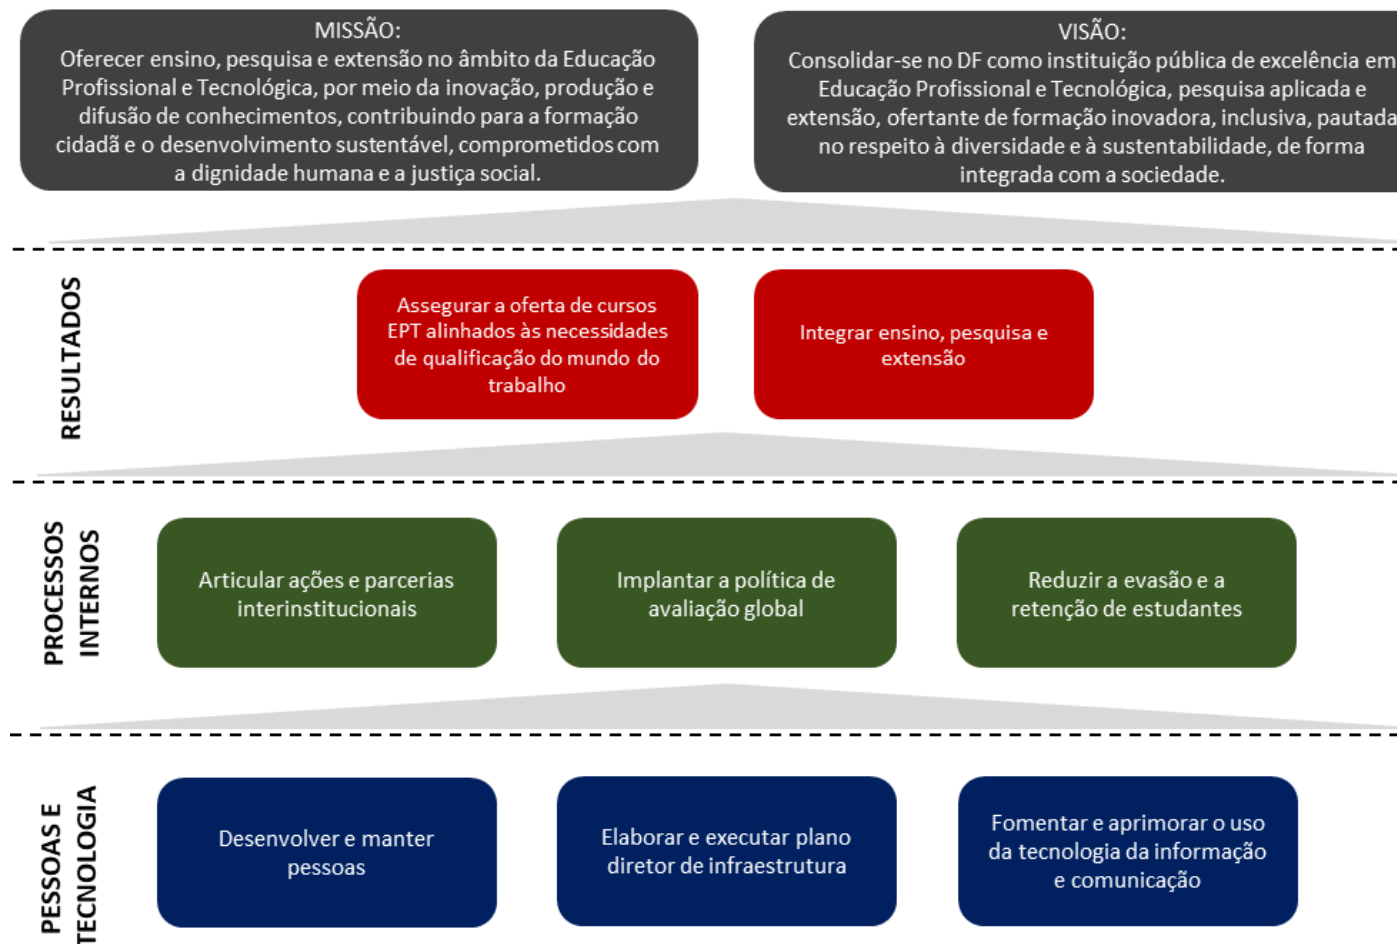 MISSÃO:
Oferecer ensino, pesquisa e extensão no âmbito da Educação
Profissional e Tecnológica, por meio da inovação, produção e
difusão de conhecimentos, contribuindo para a formação
cidadã e o desenvolvimento sustentável, comprometidos com
a dignidade humana e a justiça social.
VISÃO:
Consolidar-se no DF como instituição pública de excelência em
Educação Profissional e Tecnológica, pesquisa aplicada e
extensão, ofertante de formação inovadora, inclusiva, pautada
no respeito à diversidade e à sustentabilidade, de forma
integrada com a sociedade.
RESULTADOS
Assegurar a oferta de cursos
EPT alinhados às necessidades
de qualificação do mundo do
trabalho
Integrar ensino, pesquisa e
extensão
PROCESSOS
INTERNOS
Articular ações e parcerias
interinstitucionais
Implantar a política de
avaliação global
Reduzir a evasão e a
retenção de estudantes
PESSOAS E
TECNOLOGIA
Desenvolver e manter
pessoas
Elaborar e executar plano
diretor de infraestrutura
Fomentar e aprimorar o uso
da tecnologia da informação
e comunicação